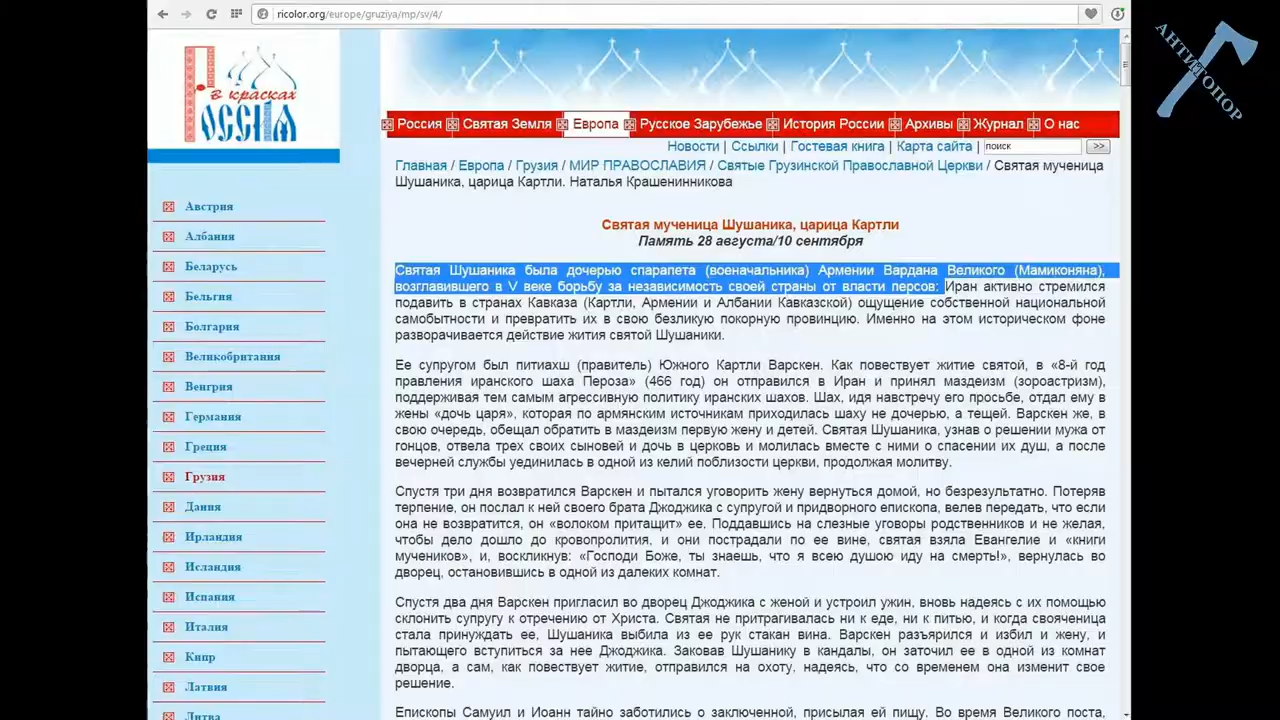 ricolor.org/europe/gruziya/mp/sv/4/
АНТИТОПОР
в красках
Россия
Россия
Святая Земля
Европа
Русское Зарубежье
История России
Архивы
Журнал
О нас
Новости | Ссылки | Гостевая книга | Карта сайта |
поиск
>>
Главная / Европа / Грузия / МИР ПРАВОСЛАВИЯ / Святые Грузинской Православной Церкви / Святая мученица
Шушаника, царица Картли. Наталья Крашенинникова
Австрия
Албания
Беларусь
Бельгия
Болгария
Великобритания
Венгрия
Германия
Греция
Грузия
Дания
Ирландия
Исландия
Испания
Италия
Кипр
Латвия
Литва
Святая мученица Шушаника, царица Картли
Память 28 августа/10 сентября
Святая Шушаника была дочерью спарапета (военачальника) Армении Вардана Великого (Мамиконяна),
возглавившего в V веке борьбу за независимость своей страны от власти персов: Иран активно стремился
подавить в странах Кавказа (Картли, Армении и Албании Кавказской) ощущение собственной национальной
самобытности и превратить их в свою безликую покорную провинцию. Именно на этом историческом фоне
разворачивается действие жития святой Шушаники.
Ее супругом был питиахш (правитель) Южного Картли Варскен. Как повествует житие святой, в «8-й год
правления иранского шаха Пероза» (466 год) он отправился в Иран и принял маздеизм (зороастризм),
поддерживая тем самым агрессивную политику иранских шахов. Шах, идя навстречу его просьбе, отдал ему в
жены «дочь царя», которая по армянским источникам приходилась шаху не дочерью, а тещей. Варскен же, в
свою очередь, обещал обратить в маздеизм первую жену и детей. Святая Шушаника, узнав о решении мужа от
гонцов, отвела трех своих сыновей и дочь в церковь и молилась вместе с ними о спасении их душ, а после
вечерней службы уединилась в одной из келий поблизости церкви, продолжая молитву.
Спустя три дня возвратился Варскен и пытался уговорить жену вернуться домой, но безрезультатно. Потеряв
терпение, он послал к ней своего брата Джоджика с супругой и придворного епископа, велев передать, что если
она не возвратится, он «волоком притащит» ее. Поддавшись на слезные уговоры родственников и не желая,
чтобы дело дошло до кровопролития, и они пострадали по ее вине, святая взяла Евангелие и «книги
мучеников», и, воскликнув: «Господи Боже, ты знаешь, что я всею душою иду на смерть!», вернулась во
дворец, остановившись в одной из далеких комнат.
Спустя два дня Варскен пригласил во дворец Джоджика с женой и устроил ужин, вновь надеясь с их помощью
склонить супругу к отречению от Христа. Святая не притрагивалась ни к еде, ни к питью, и когда свояченица
стала принуждать ее, Шушаника выбила из ее рук стакан вина. Варскен разъярился и избил и жену, и
пытающего вступиться за нее Джоджика. Заковав Шушанику в кандалы, он заточил ее в одной из комнат
дворца, а сам, как повествует житие, отправился на охоту, надеясь, что со временем она изменит свое
решение.
Епископы Самуил и Иоанн тайно заботились о заключенной, присылая ей пищу. Во время Великого поста,